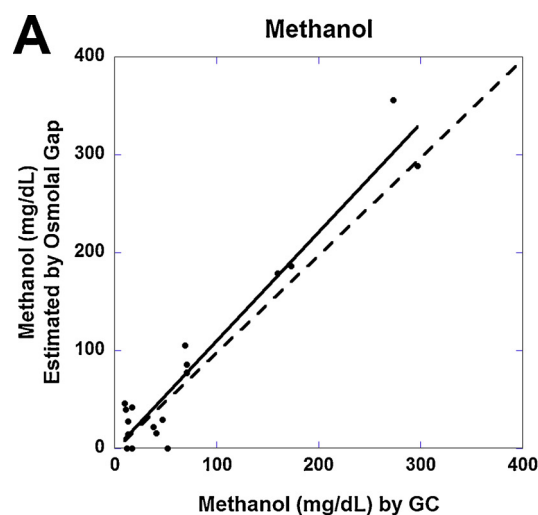 A
Methanol
Methanol (mg/dL)
Estimated by Osmolal Gap
400
300
200
100
0
0 100 200 300 400
Methanol (mg/dL) by GC